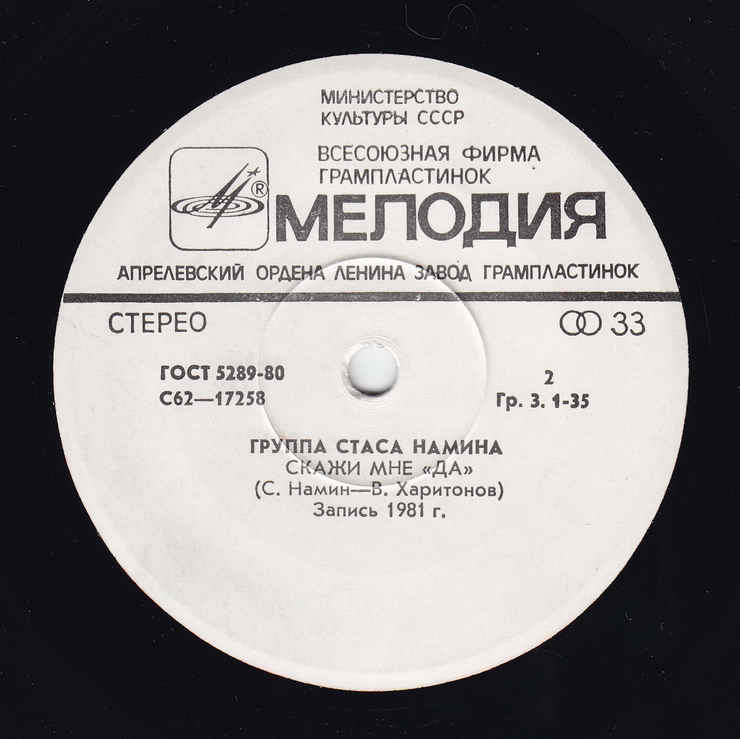 МИНИСТЕРСТВО
КУЛЬТУРЫ СССР
ВСЕСОЮЗНАЯ ФИРМА
ГРАМПЛАСТИНОК
®
МЕЛОДИЯ
АПРЕЛЕВСКИЙ ОРДЕНА ЛЕНИНА ЗАВОД ГРАМПЛАСТИНОК
СТЕРЕО 33
ГОСТ 5289-80 2
С62—17258 Гр. 3. 1-35
ГРУППА СТАСА НАМИНА
СКАЖИ МНЕ «ДА»
(С. Намин—В. Харитонов)
Запись 1981 г.